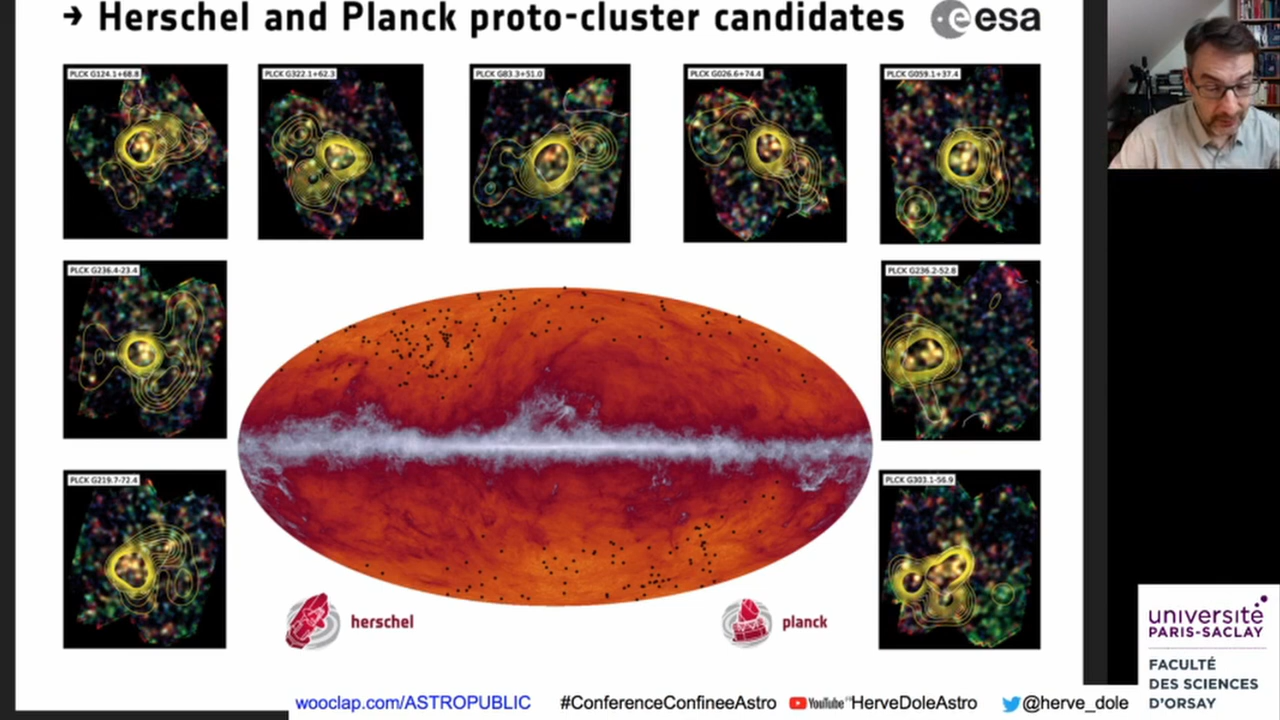 → Herschel and Planck proto-cluster candidates
esa
PLCK G124.1+68.8
PLCK G322.1+62.3
PLCK G83.3+51.0
PLCK G026.6+74.4
PLCK G059.1+37.4
PLCK G236.4-23.4
PLCK G236.2-52.8
PLCK G219.7-72.4
PLCK G303.1-56.9
herschel
planck
université
PARIS-SACLAY
FACULTÉ
DES SCIENCES
D'ORSAY
wooclap.com/ASTROPUBLIC #ConferenceConfineeAstro YouTube HerveDoleAstro @herve_dole